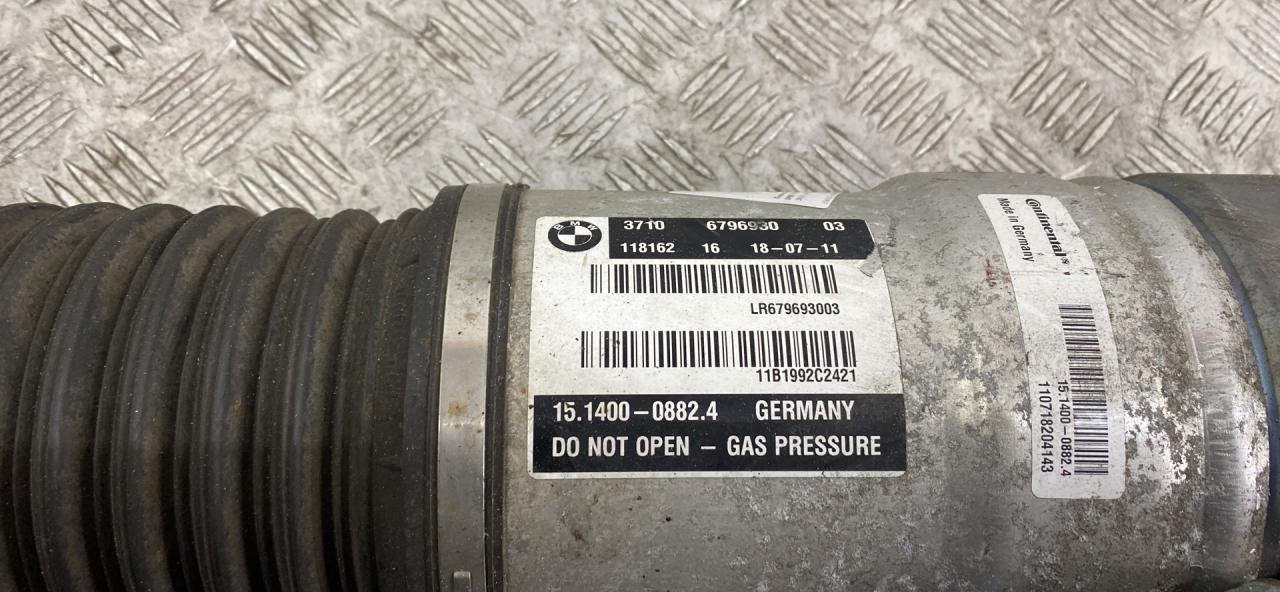 BMW
3710 6796930 03
118162 16 18-07-11
LR679693003
11B1992C2421
15.1400-0882.4 GERMANY
DO NOT OPEN - GAS PRESSURE
Continental
Made in Germany
15.1400-0882.4
110718204143